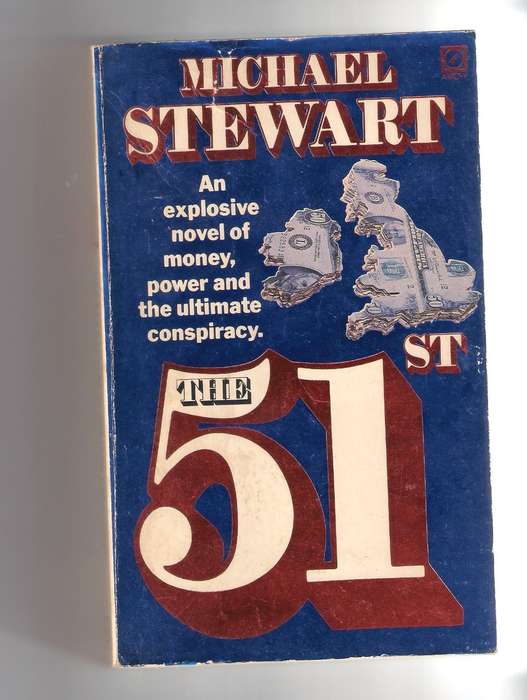 MICHAEL
STEWART
An
explosive
novel of
money,
power and
the ultimate
conspiracy.
THE
51
ST